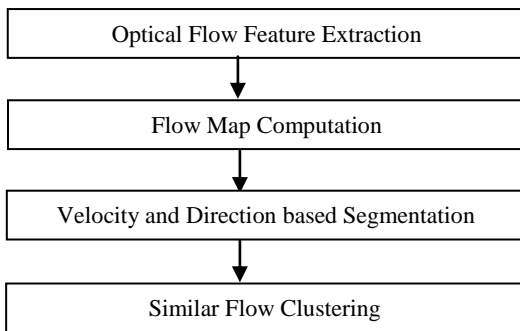 Optical Flow Feature Extraction
Flow Map Computation
Velocity and Direction based Segmentation
Similar Flow Clustering